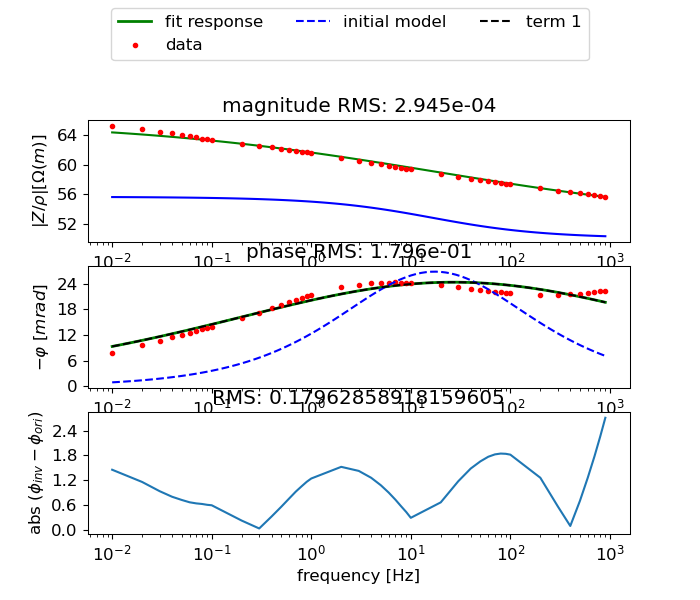 fit response initial model term 1
data
magnitude RMS: 2.945e-04
|Z/ρ|[Ω(m)]
64
60
56
52
10⁻² 10⁻¹ 10⁰ 10¹ 10² 10³
phase RMS: 1.796e-01
−φ [mrad]
24
18
12
6
0
10⁻² 10⁻¹ 10⁰ 10¹ 10² 10³
RMS: 0.17962858918159605
abs (ϕ_inv − ϕ_ori)
2.4
1.8
1.2
0.6
0.0
10⁻² 10⁻¹ 10⁰ 10¹ 10² 10³
frequency [Hz]